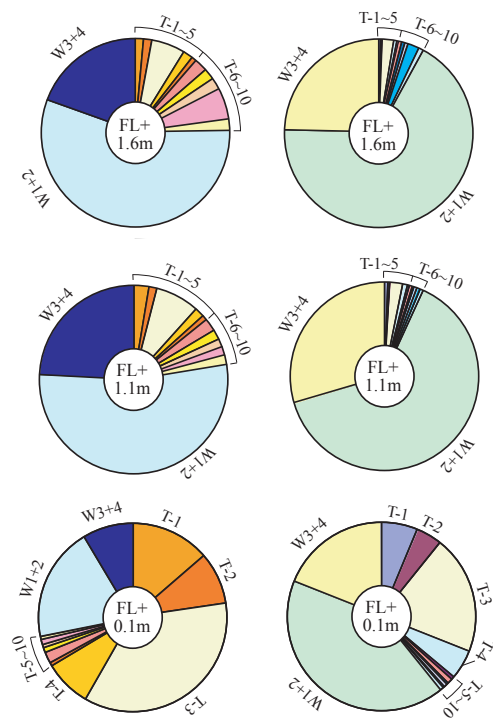 W3+4
T-1~5
T-6~10
FL+
1.6m
W1+2
T-1~5
T-6~10
W3+4
FL+
1.6m
W1+2
W3+4
T-1~5
T-6~10
FL+
1.1m
W1+2
T-1~5
T-6~10
W3+4
FL+
1.1m
W1+2
W3+4
T-1
T-2
W1+2
FL+
0.1m
T-5~10
T-4
T-3
W3+4
T-1
T-2
T-3
FL+
0.1m
T-4
T-5~10
W1+2